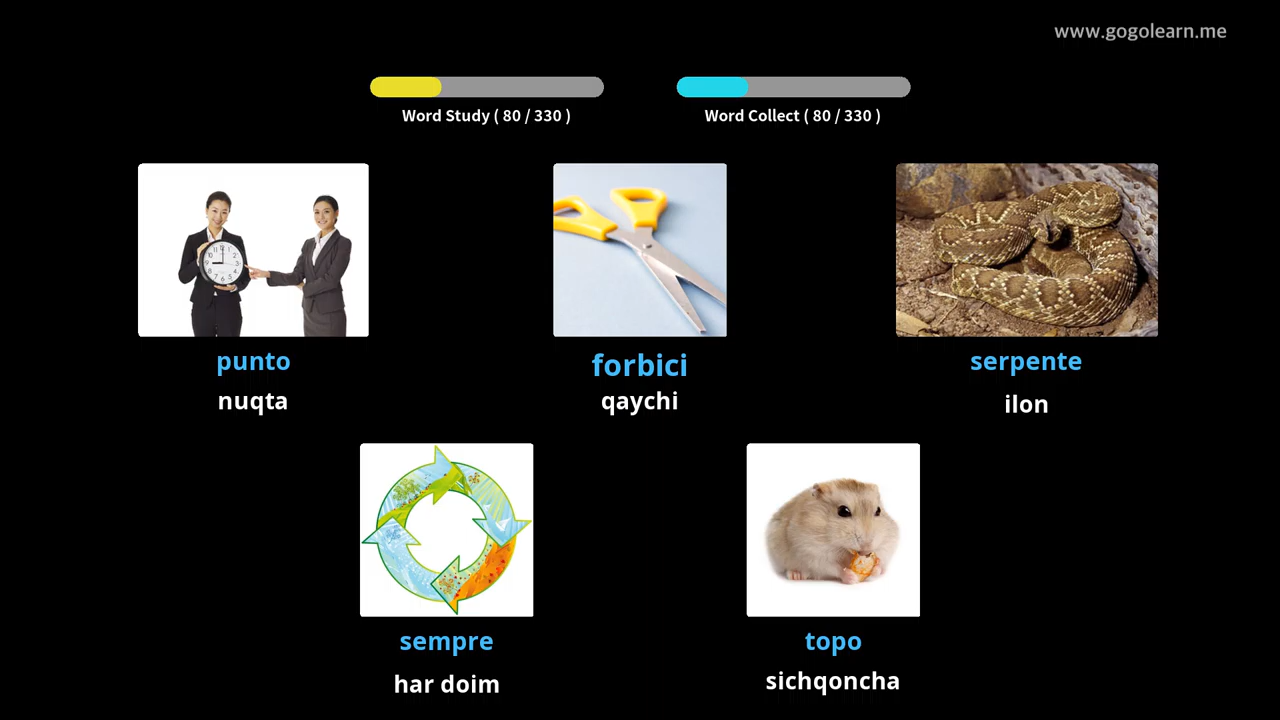 www.gogolearn.me
Word Study ( 80 / 330 )
Word Collect ( 80 / 330 )
punto
forbici
serpente
nuqta
qaychi
ilon
sempre
topo
har doim
sichqoncha